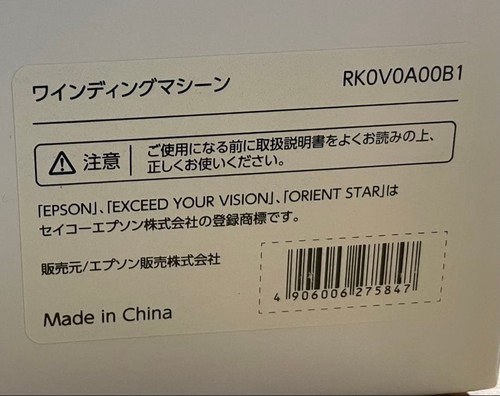 ワインディングマシーン RK0V0A00B1
注意 ご使用になる前に取扱説明書をよくお読みの上、
正しくお使いください。
「EPSON」、「EXCEED YOUR VISION」、「ORIENT STAR」は
セイコーエプソン株式会社の登録商標です。
販売元/エプソン販売株式会社
4 906006 275847
Made in China